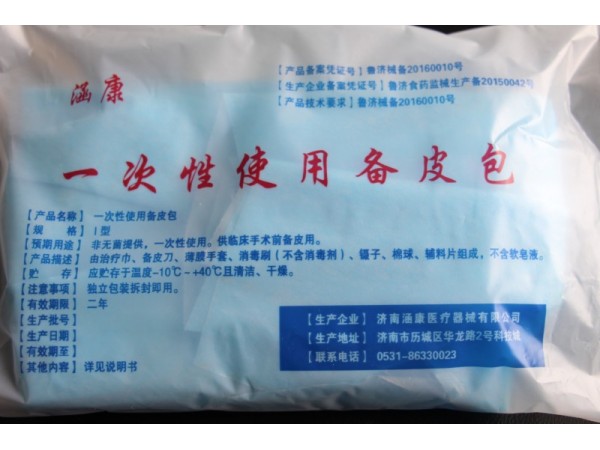 涵康
【产品备案凭证号】鲁济械备20160010号
【生产企业备案凭证号】鲁济食药监械生产备20150042号
【产品技术要求】鲁济械备20160010号
一次性使用备皮包
【产品名称】 一次性使用备皮包
【规 格】 I型
【预期用途】 非无菌提供，一次性使用。供临床手术前备皮用。
【产品描述】 由治疗巾、备皮刀、薄膜手套、消毒刷（不含消毒剂）、镊子、棉球、辅料片组成，不含软皂液。
【贮 存】 应贮存于温度-10℃~+40℃且清洁、干燥。
【注意事项】 独立包装拆封即用。
【有效期限】 二年
【生产批号】
【生产日期】
【有效期至】
【其他内容】 详见说明书
【生产企业】 济南涵康医疗器械有限公司
【生产地址】 济南市历城区华龙路2号科技城
【联系电话】 0531-86330023